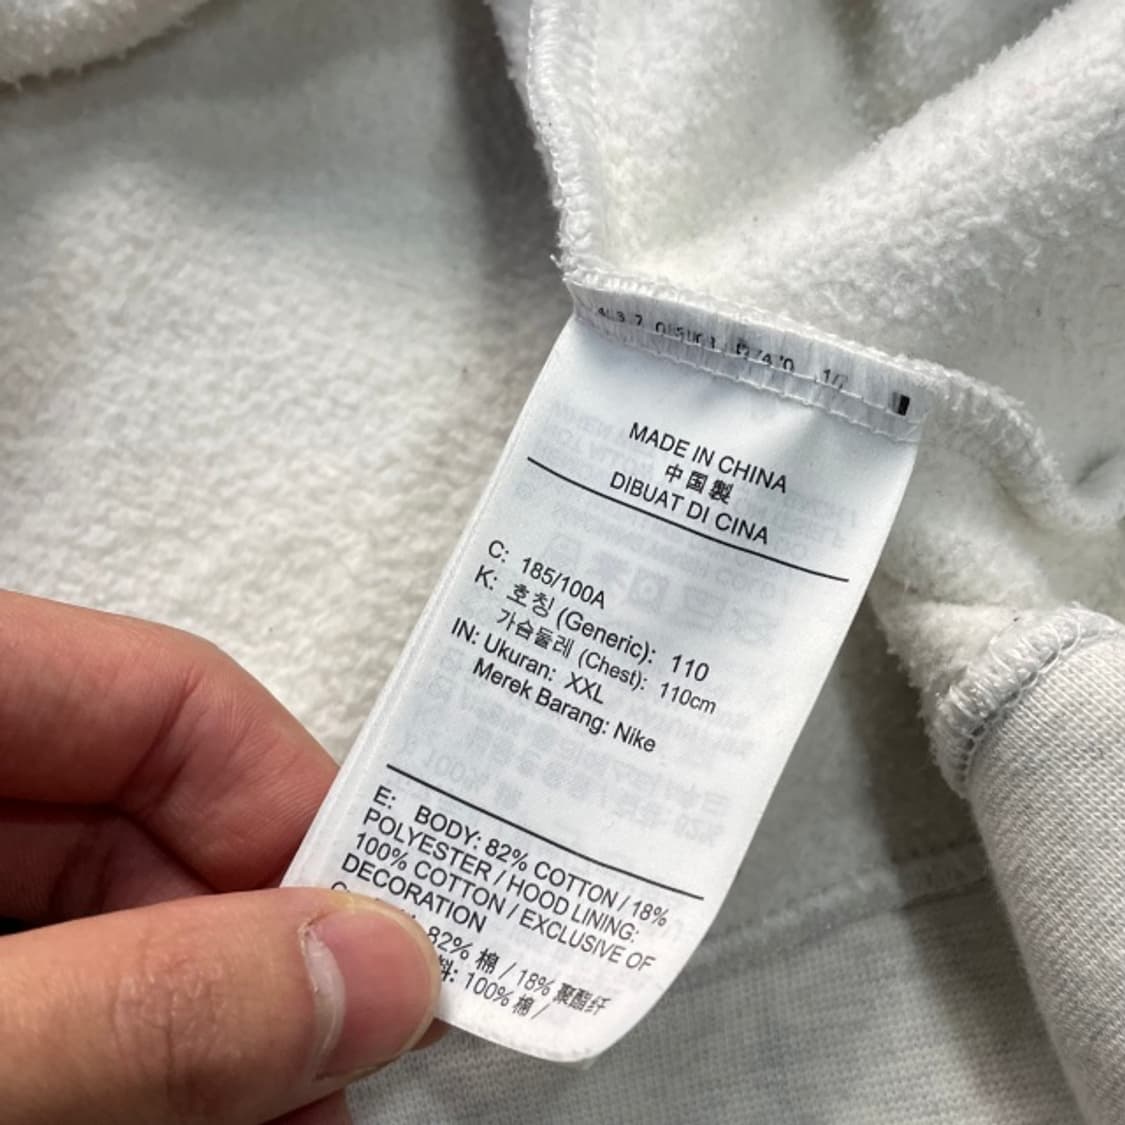 MADE IN CHINA
中国製
DIBUAT DI CINA
C: 185/100A
K: 호칭 (Generic): 110
가슴둘레 (Chest): 110cm
IN: Ukuran: XXL
Merek Barang: Nike
E: BODY: 82% COTTON / 18%
POLYESTER / HOOD LINING:
100% COTTON / EXCLUSIVE OF
DECORATION
82% 棉 / 18% 聚酯纤
料: 100% 棉 /